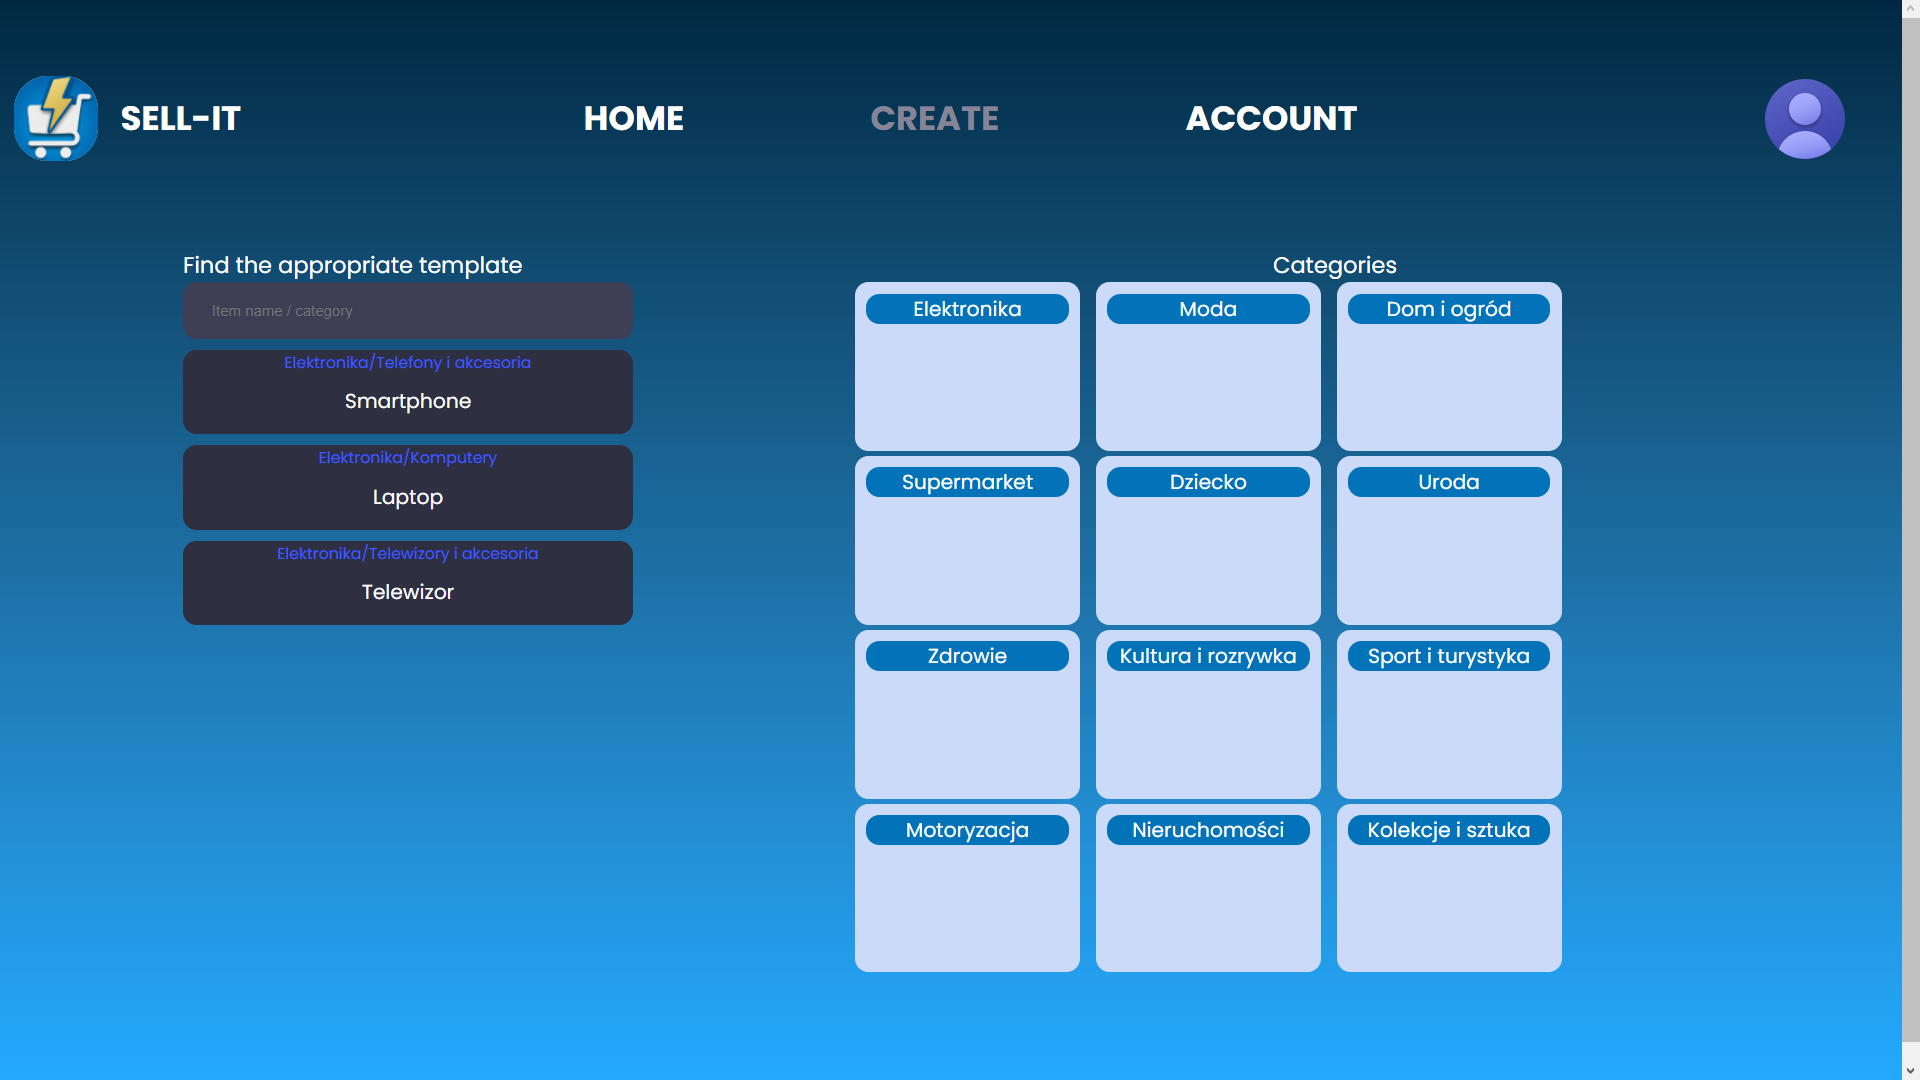 SELL-IT
HOME
CREATE
ACCOUNT
Find the appropriate template
Item name / category
Elektronika/Telefony i akcesoria
Smartphone
Elektronika/Komputery
Laptop
Elektronika/Telewizory i akcesoria
Telewizor
Categories
Elektronika
Moda
Dom i ogród
Supermarket
Dziecko
Uroda
Zdrowie
Kultura i rozrywka
Sport i turystyka
Motoryzacja
Nieruchomości
Kolekcje i sztuka